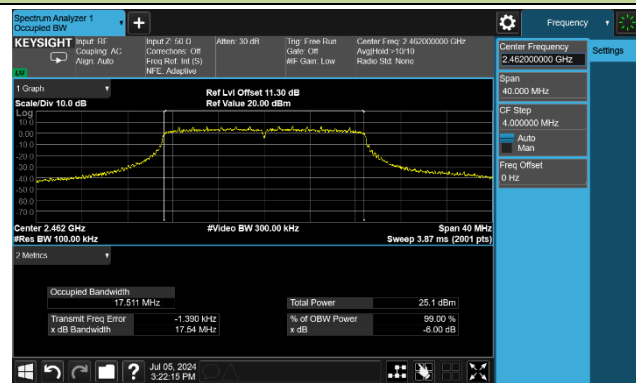 Spectrum Analyzer 1
Occupied BW
Frequency
KEYSIGHT
Input: RF
Coupling: AC
Align: Auto
Input Z: 50 Ω
Corrections: Off
Freq Ref: Int (S)
NFE: Adaptive
Atten: 30 dB
Trig: Free Run
Gate: Off
#IF Gain: Low
Center Freq: 2.462000000 GHz
Avg|Hold:>10/10
Radio Std: None
LXI
Center Frequency
2.462000000 GHz
Settings
Span
40.000 MHz
CF Step
4.000000 MHz
Auto
Man
Freq Offset
0 Hz
1 Graph
Scale/Div 10.0 dB
Ref Lvl Offset 11.30 dB
Ref Value 20.00 dBm
Log
10.0
0.00
-10.0
-20.0
-30.0
-40.0
-50.0
-60.0
-70.0
Center 2.462 GHz
#Video BW 300.00 kHz
Span 40 MHz
#Res BW 100.00 kHz
Sweep 3.87 ms (2001 pts)
2 Metrics
Occupied Bandwidth
17.511 MHz
Total Power 25.1 dBm
Transmit Freq Error -1.390 kHz
% of OBW Power 99.00 %
x dB Bandwidth 17.54 MHz
x dB -6.00 dB
Jul 05, 2024
3:22:15 PM